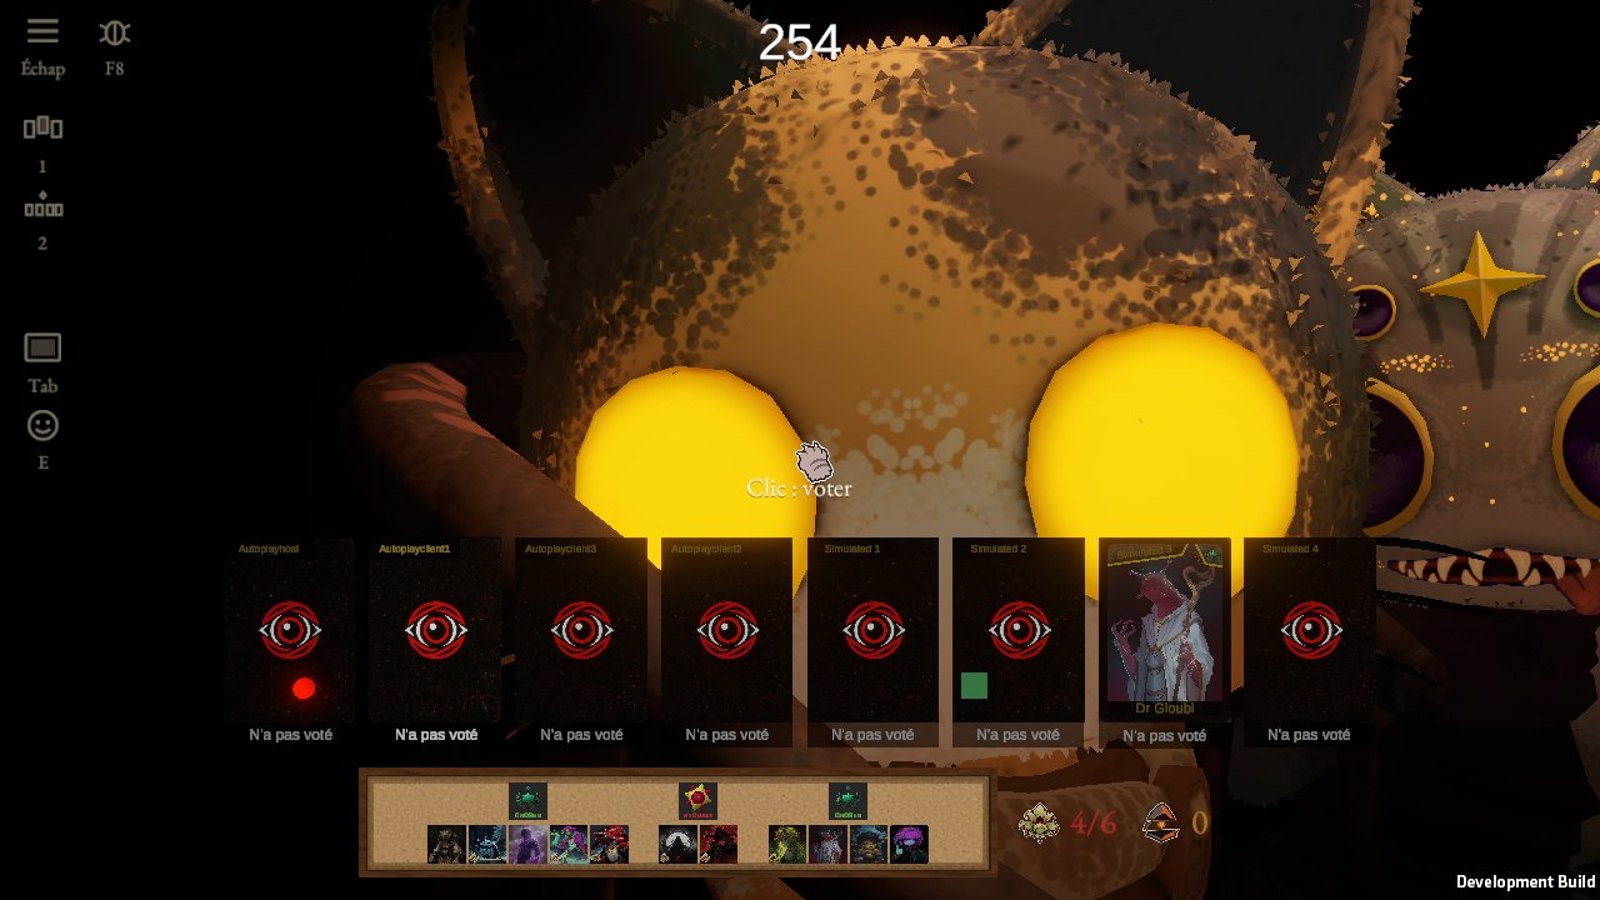 254
Échap
F8
1
2
Tab
E
Clic : voter
Autoplayhost
Autoplayclient1
Autoplayclient3
Autoplayclient2
Simulated 1
Simulated 2
Simulated 3
Simulated 4
Dr Gloubi
N'a pas voté
N'a pas voté
N'a pas voté
N'a pas voté
N'a pas voté
N'a pas voté
N'a pas voté
N'a pas voté
4/6
0
Development Build